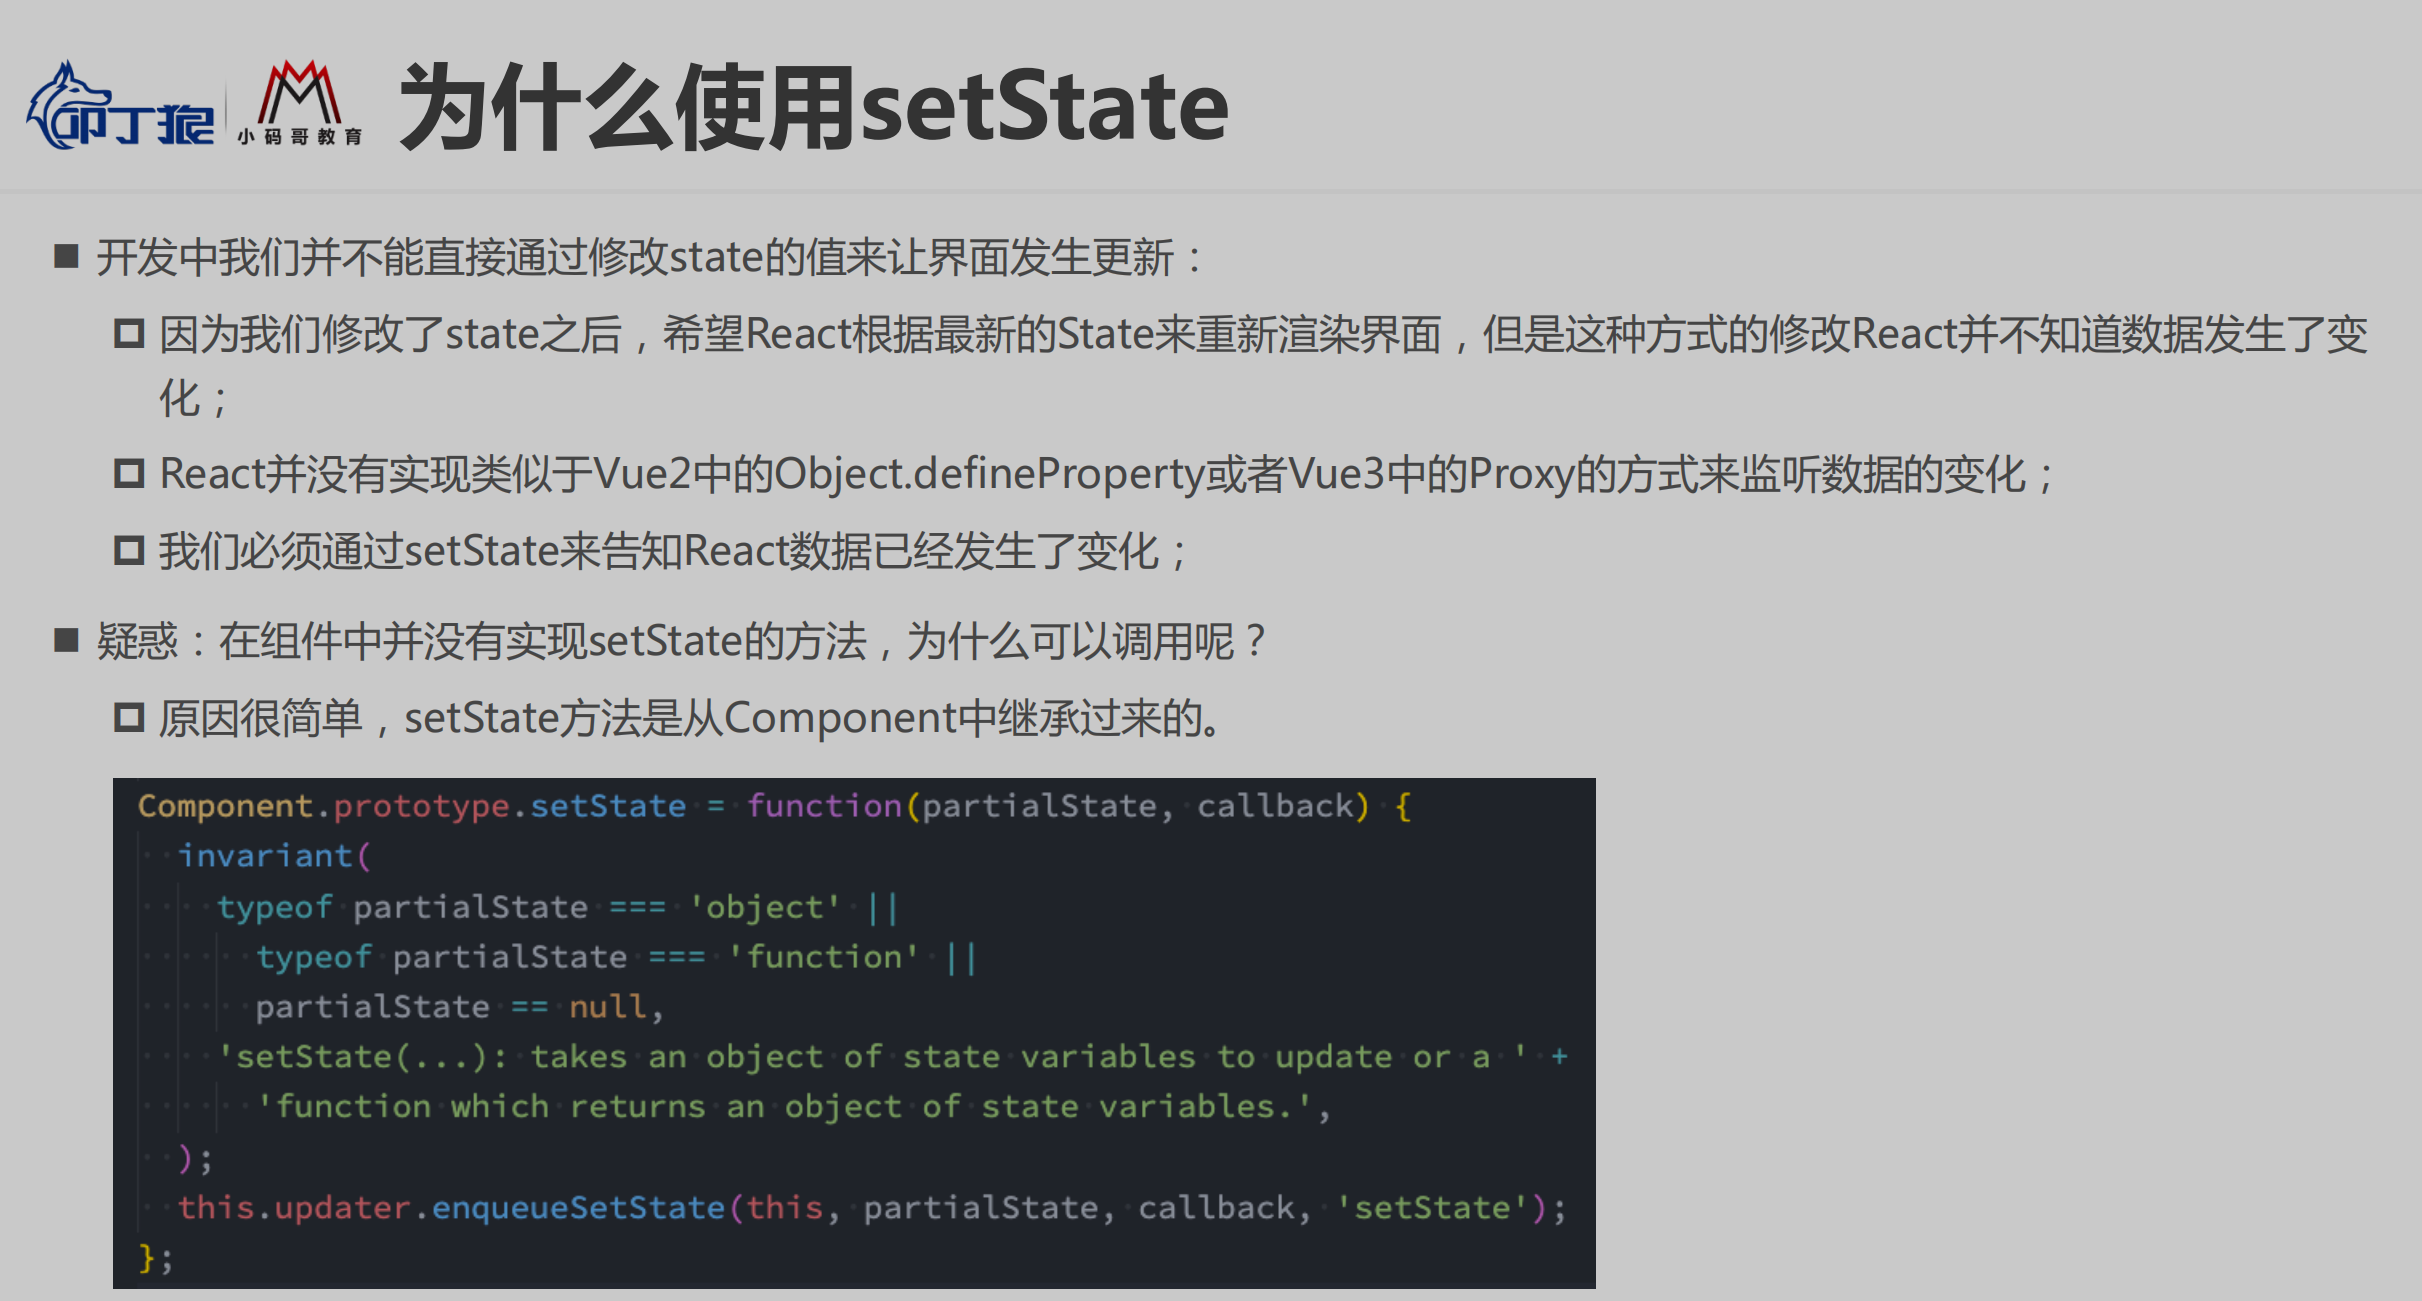 叩丁狼
小码哥教育
为什么使用setState
开发中我们并不能直接通过修改state的值来让界面发生更新：
因为我们修改了state之后，希望React根据最新的State来重新渲染界面，但是这种方式的修改React并不知道数据发生了变
化；
React并没有实现类似于Vue2中的Object.defineProperty或者Vue3中的Proxy的方式来监听数据的变化；
我们必须通过setState来告知React数据已经发生了变化；
疑惑：在组件中并没有实现setState的方法，为什么可以调用呢？
原因很简单，setState方法是从Component中继承过来的。
Component.prototype.setState = function(partialState, callback) {
  invariant(
    typeof partialState === 'object' ||
      typeof partialState === 'function' ||
      partialState == null,
    'setState(...): takes an object of state variables to update or a ' +
      'function which returns an object of state variables.',
  );
  this.updater.enqueueSetState(this, partialState, callback, 'setState');
};